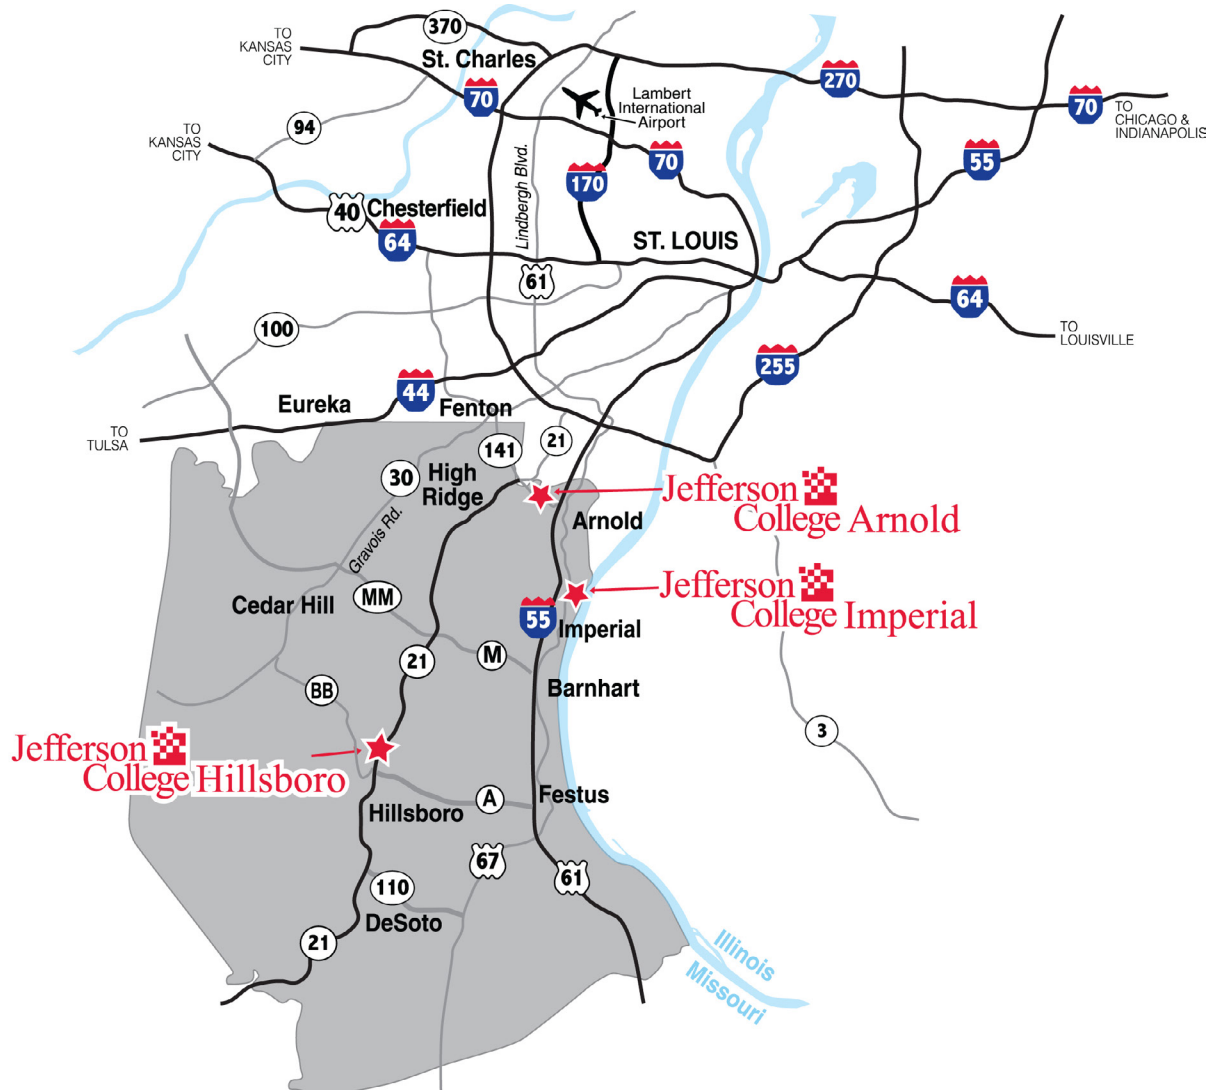 370
TO
KANSAS
CITY
St. Charles
270
70
Lambert
International
Airport
70
TO
CHICAGO &
INDIANAPOLIS
94
TO
KANSAS
CITY
Lindbergh Blvd.
70
55
170
40
Chesterfield
64
ST. LOUIS
61
64
100
TO
LOUISVILLE
255
44
Eureka
Fenton
TO
TULSA
21
141
30
High
Ridge
Jefferson
College Arnold
Arnold
Gravois Rd.
Jefferson
College Imperial
MM
Cedar Hill
55
Imperial
21
M
BB
Barnhart
3
Jefferson
College Hillsboro
A
Festus
Hillsboro
67
61
110
DeSoto
21
Illinois
Missouri